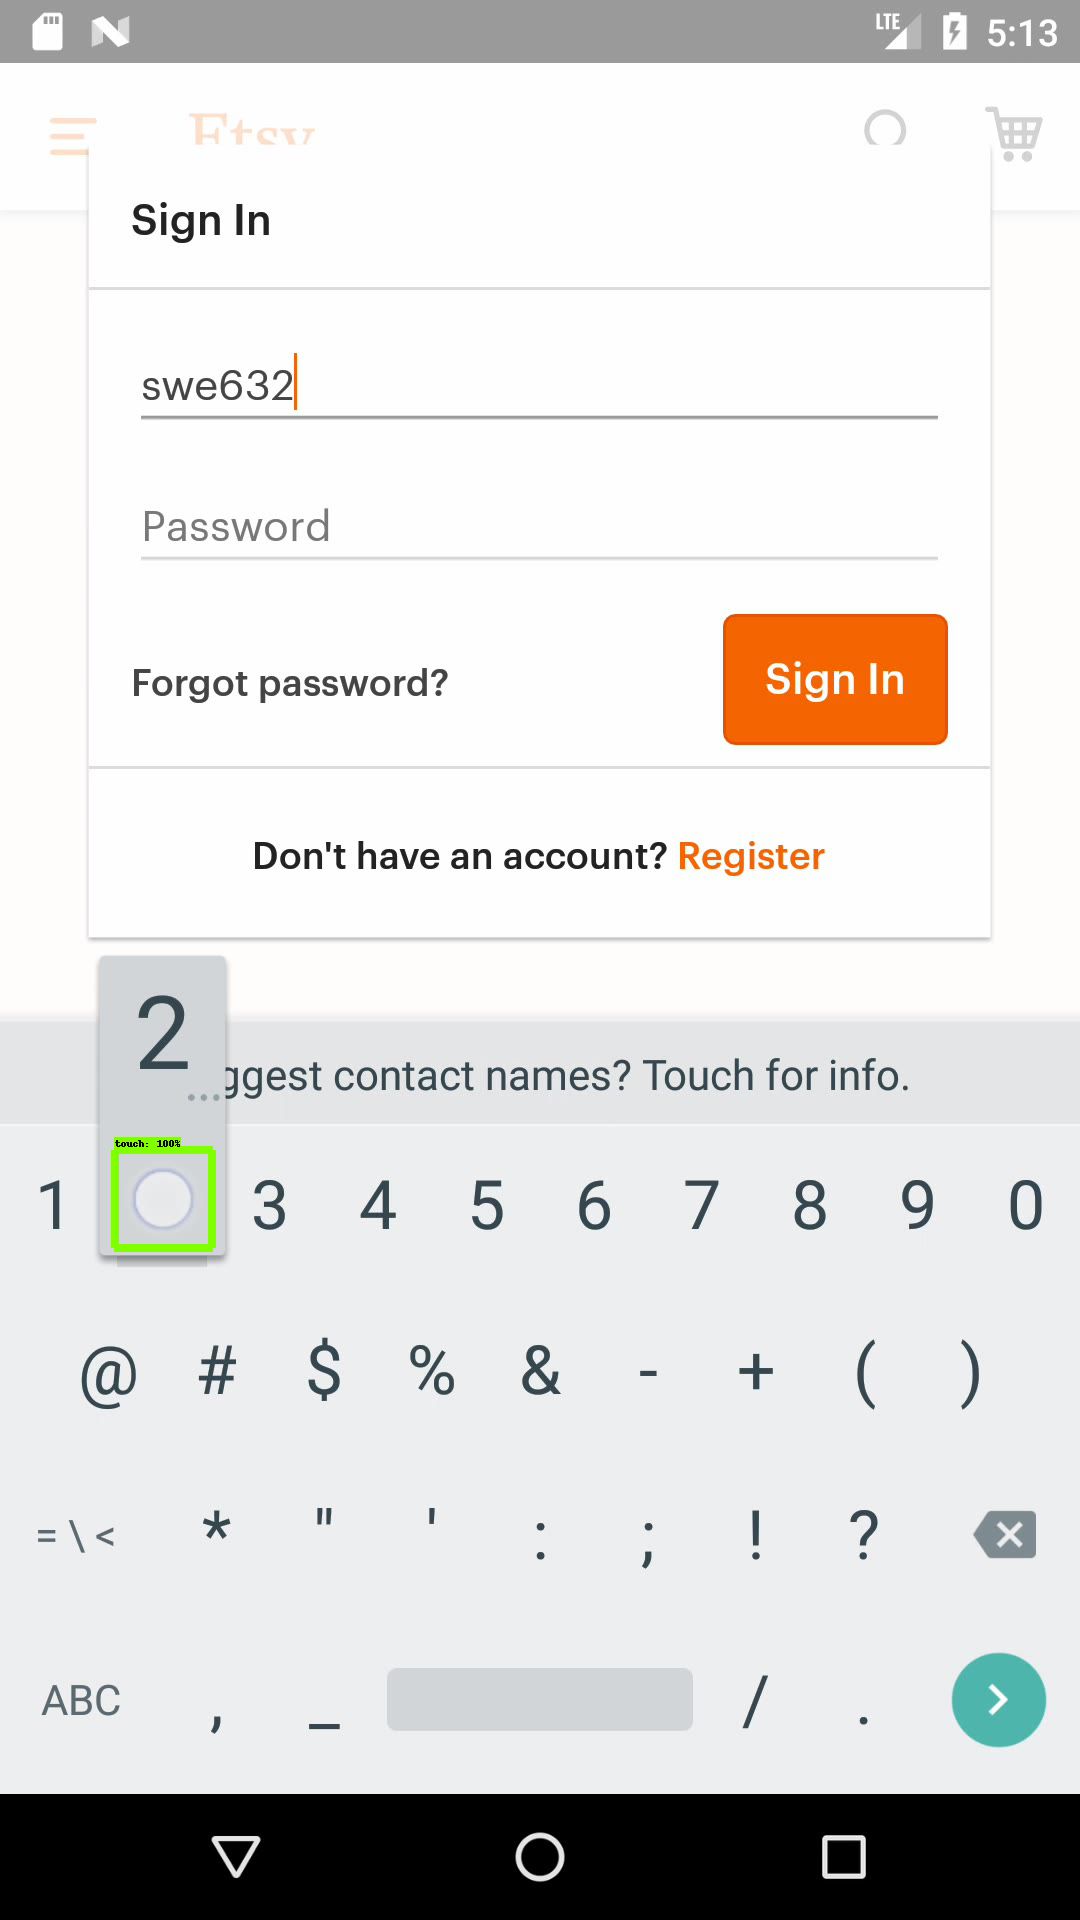 LTE 5:13
Etsy
Sign In
swe632
Password
Forgot password?
Sign In
Don't have an account? Register
2
ggest contact names? Touch for info.
touch: 100%
1 3 4 5 6 7 8 9 0
@ # $ % & - + ( )
= \ < * " ' : ; ! ?
ABC , _ / .